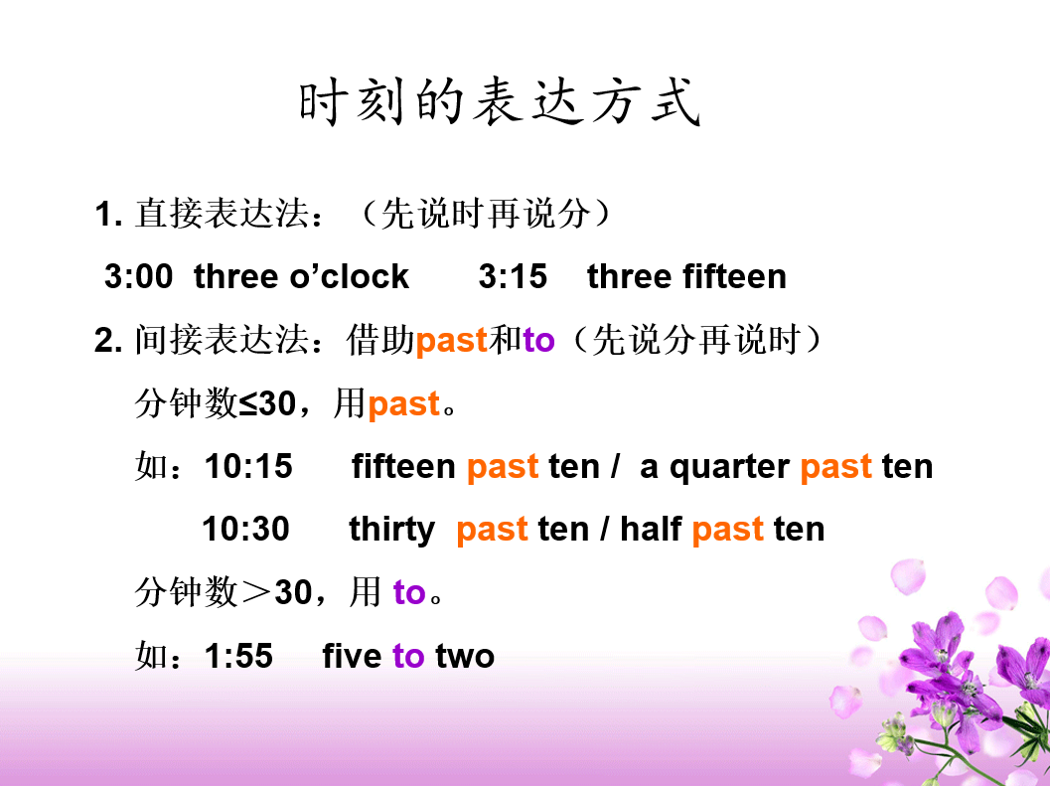 时刻的表达方式
1. 直接表达法：（先说时再说分）
3:00 three o’clock 3:15 three fifteen
2. 间接表达法：借助past和to（先说分再说时）
分钟数≤30，用past。
如：10:15 fifteen past ten / a quarter past ten
10:30 thirty past ten / half past ten
分钟数＞30，用 to。
如：1:55 five to two